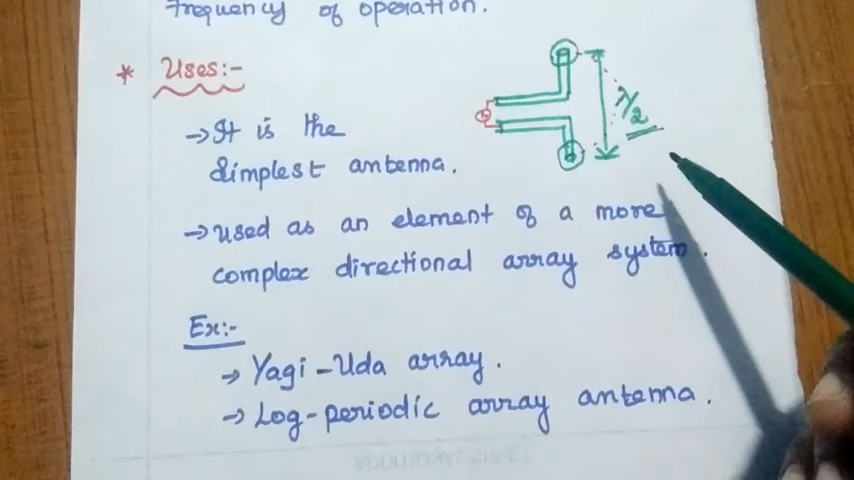 frequency of operation.
* Uses:-
λ/2
→ It is the
simplest antenna.
→ used as an element of a more
complex directional array system.
Ex:-
→ Yagi-Uda array.
→ Log-periodic array antenna.